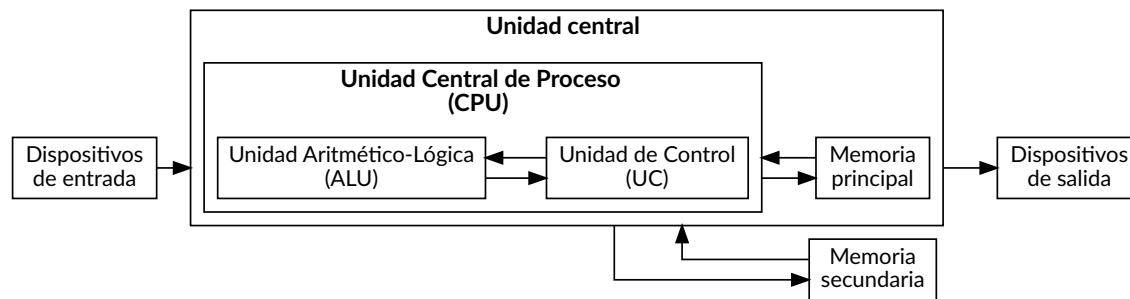 Unidad central
Unidad Central de Proceso
(CPU)
Dispositivos
de entrada
Unidad Aritmético-Lógica
(ALU)
Unidad de Control
(UC)
Memoria
principal
Dispositivos
de salida
Memoria
secundaria